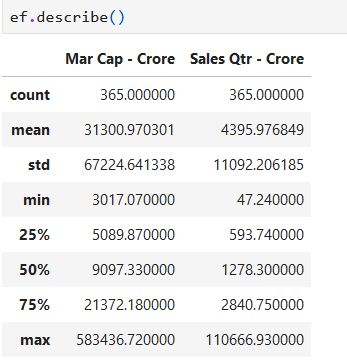 ef.describe()
Mar Cap - Crore Sales Qtr - Crore
count 365.000000 365.000000
mean 31300.970301 4395.976849
std 67224.641338 11092.206185
min 3017.070000 47.240000
25% 5089.870000 593.740000
50% 9097.330000 1278.300000
75% 21372.180000 2840.750000
max 583436.720000 110666.930000